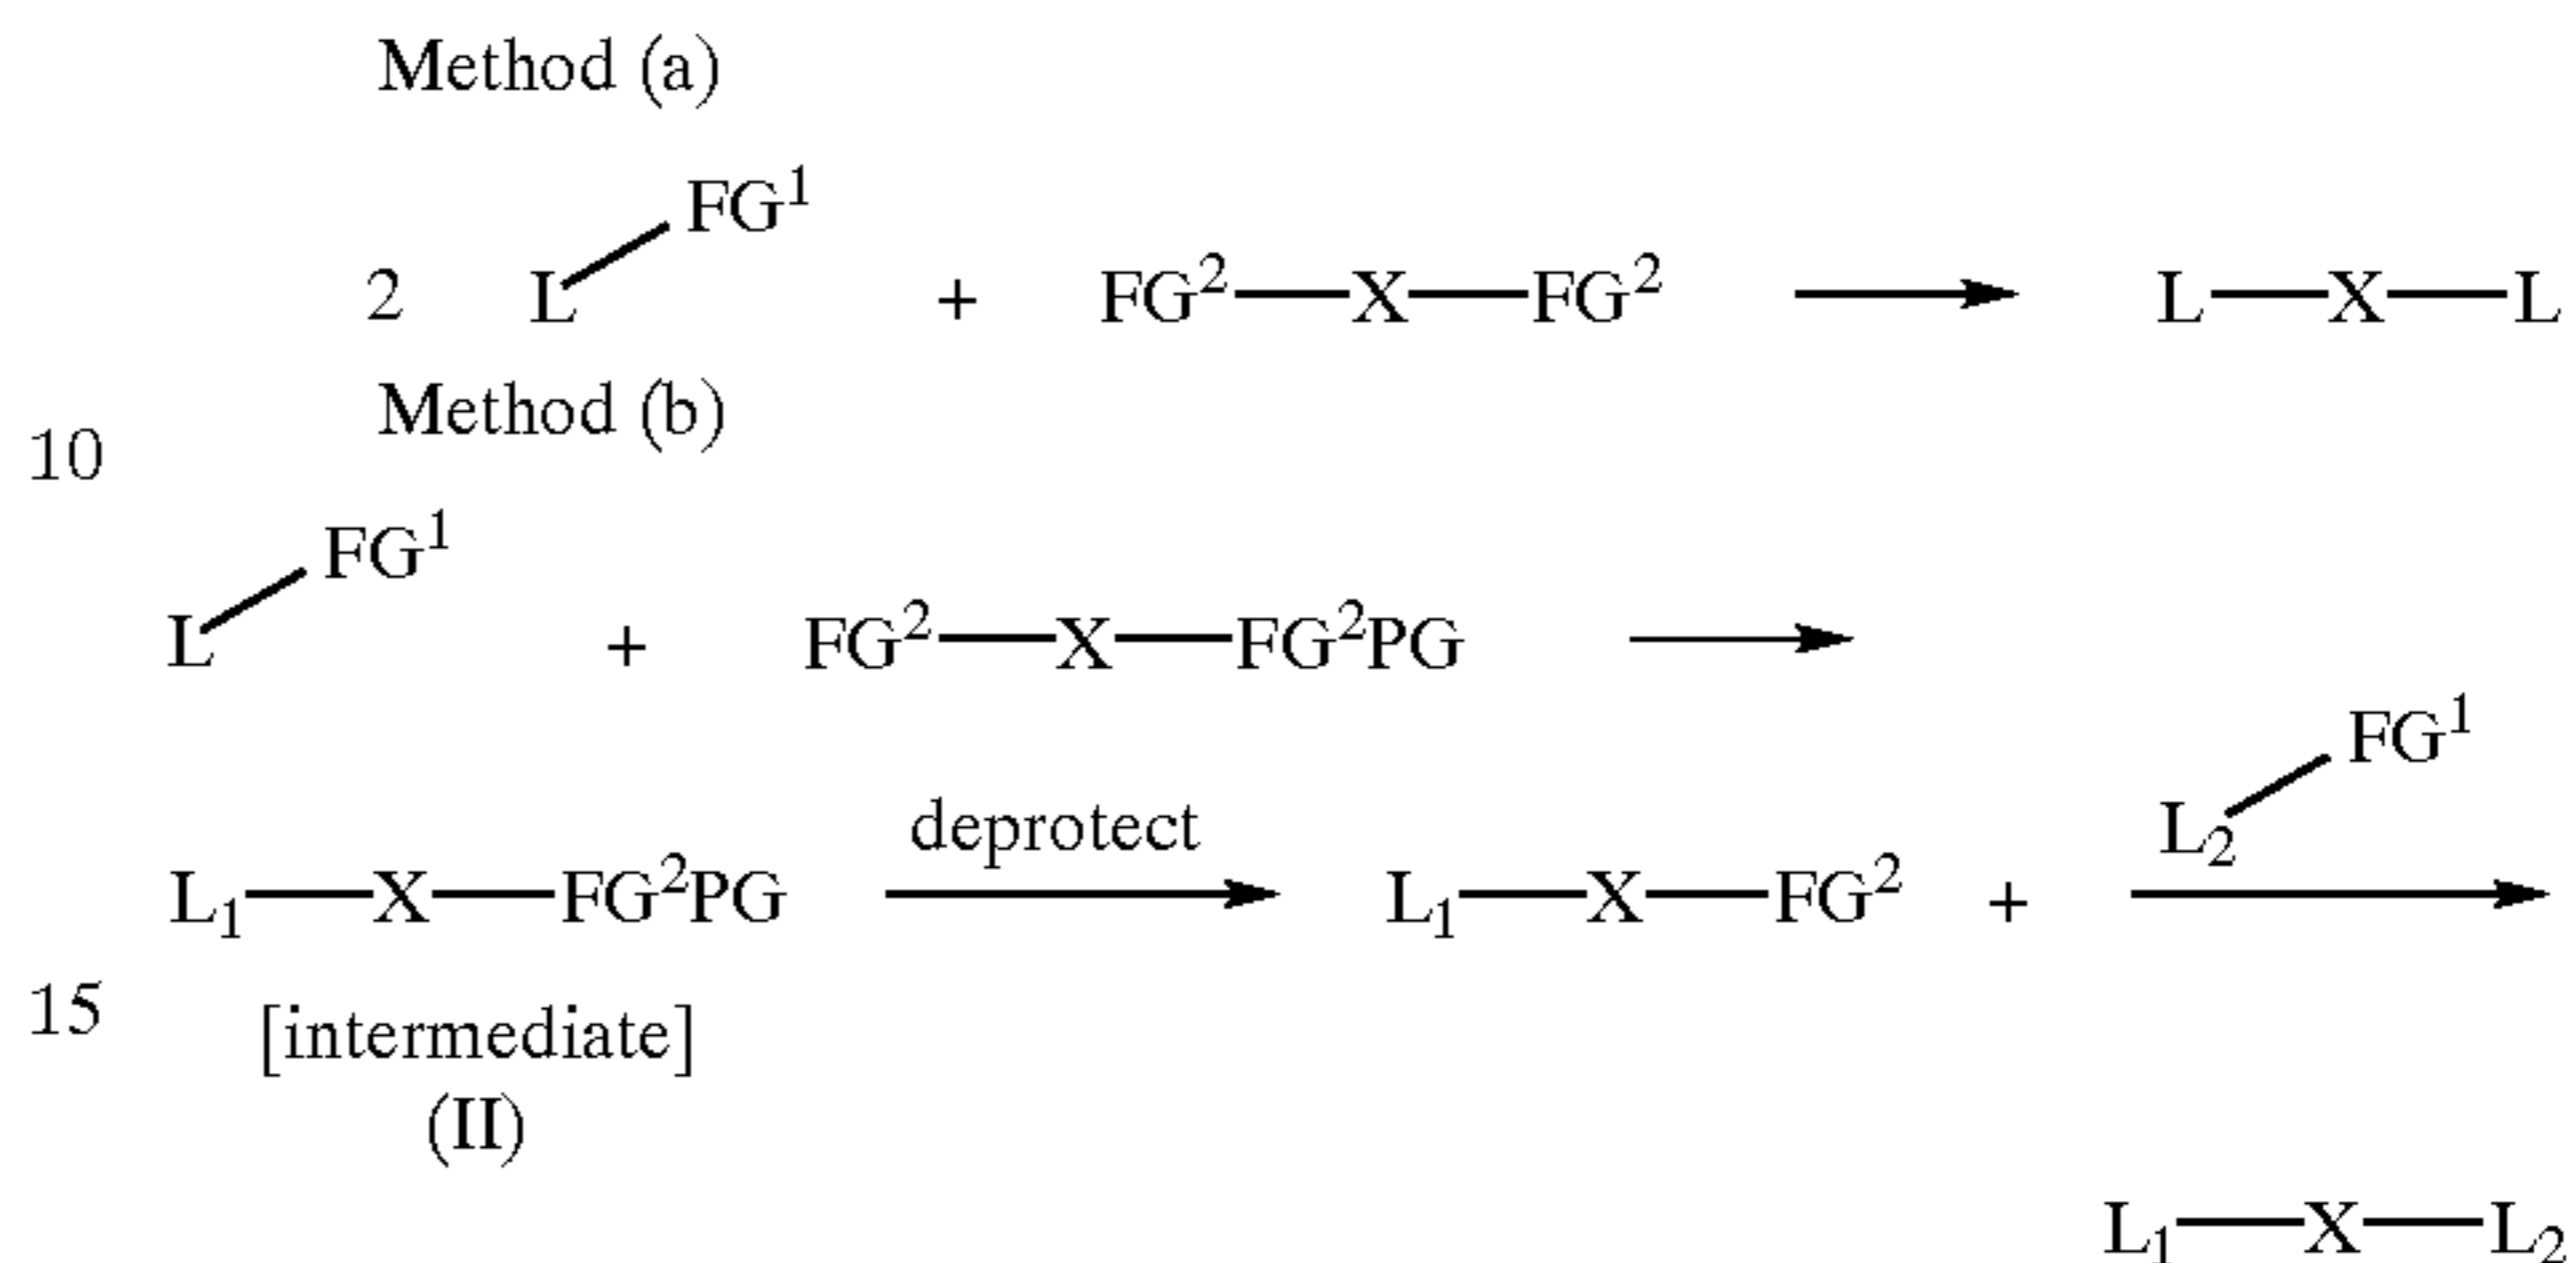 Method (a)
2 L—FG¹ + FG²—X—FG² → L—X—L
Method (b)
10
L—FG¹ + FG²—X—FG²PG →
L₁—X—FG²PG deprotect → L₁—X—FG² + L₂—FG¹ →
15
[intermediate]
(II)
L₁—X—L₂